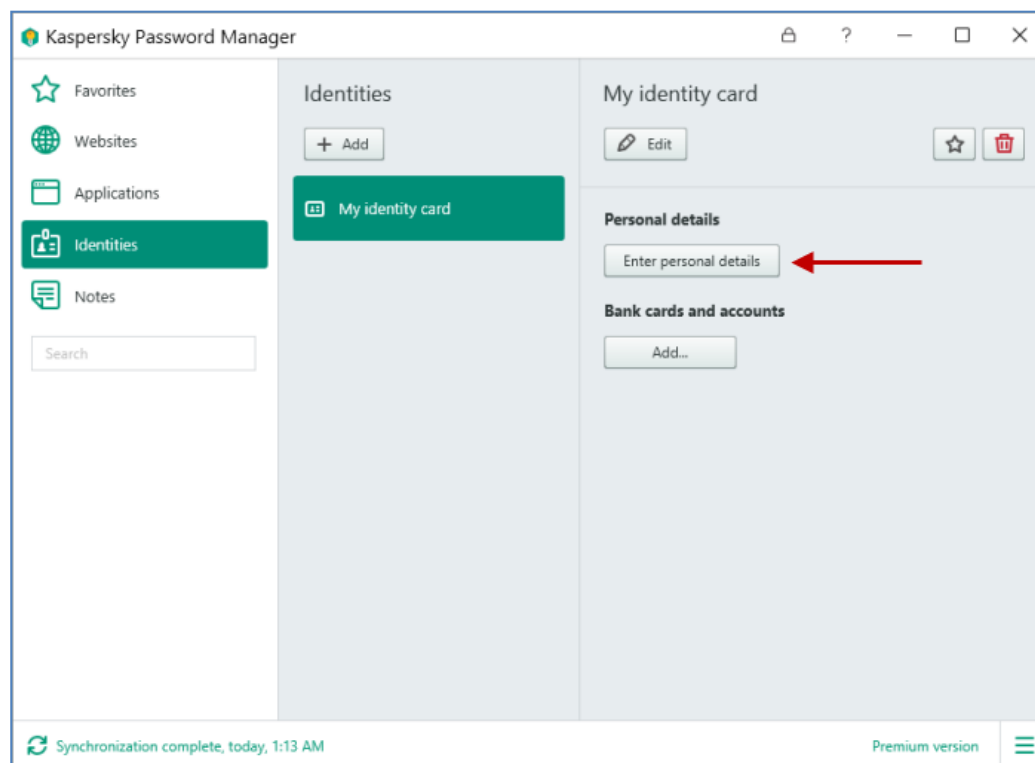 Kaspersky Password Manager
?
Favorites
Websites
Applications
Identities
Notes
Search
Identities
+ Add
My identity card
My identity card
Edit
Personal details
Enter personal details
Bank cards and accounts
Add...
Synchronization complete, today, 1:13 AM
Premium version